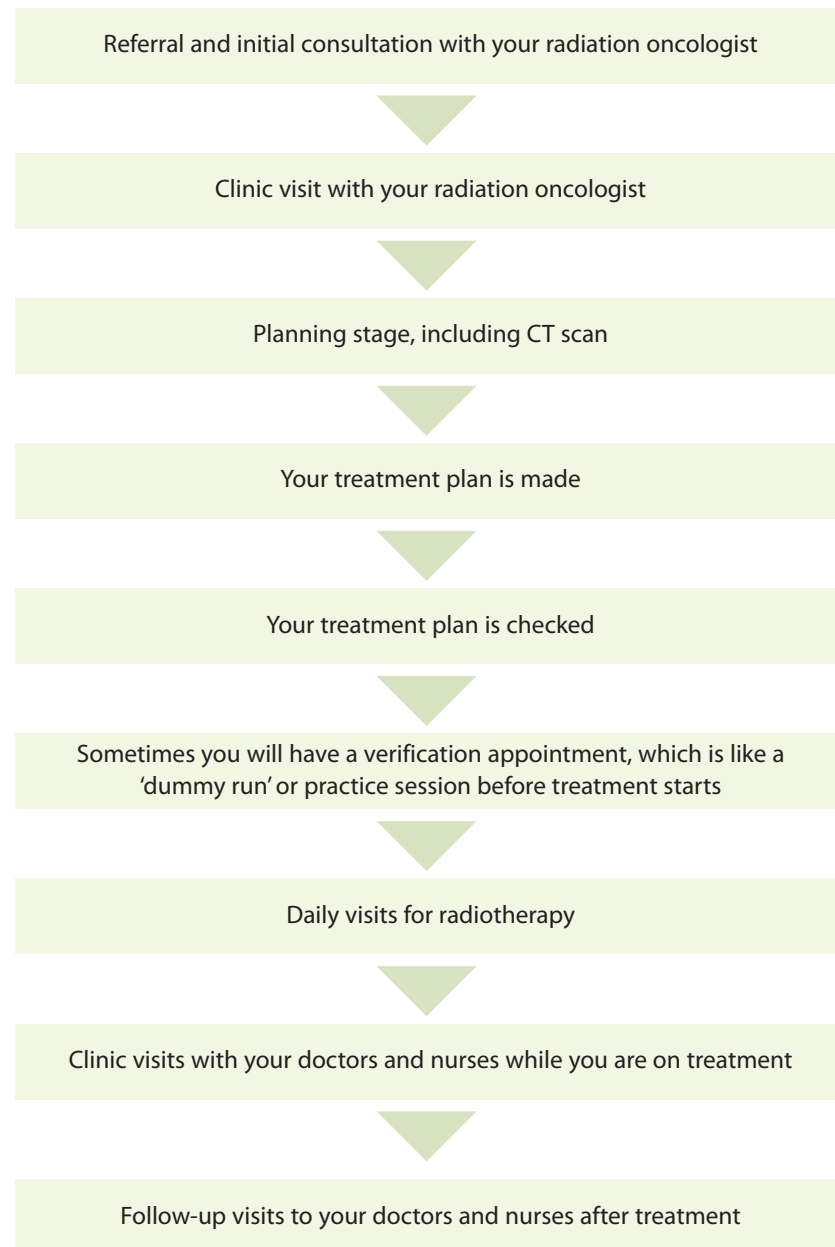 Referral and initial consultation with your radiation oncologist
Clinic visit with your radiation oncologist
Planning stage, including CT scan
Your treatment plan is made
Your treatment plan is checked
Sometimes you will have a verification appointment, which is like a
‘dummy run’ or practice session before treatment starts
Daily visits for radiotherapy
Clinic visits with your doctors and nurses while you are on treatment
Follow-up visits to your doctors and nurses after treatment